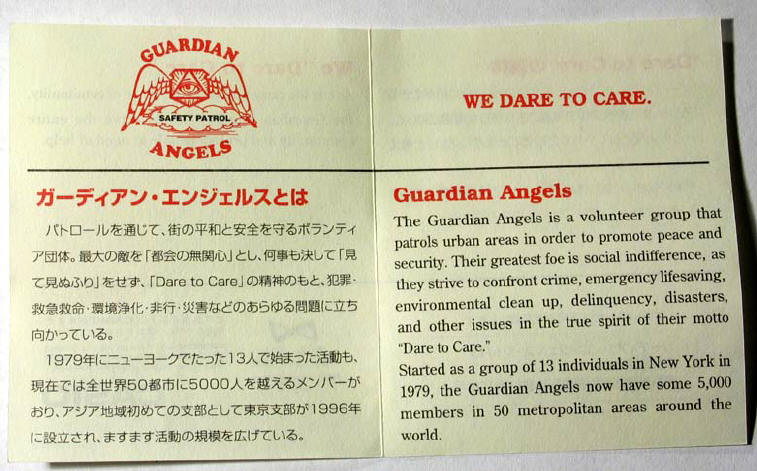 GUARDIAN
SAFETY PATROL
ANGELS
ガーディアン・エンジェルスとは
パトロールを通じて、街の平和と安全を守るボランティ
ア団体。最大の敵を「都会の無関心」とし、何事も決して「見
て見ぬふり」をせず、「Dare to Care」の精神のもと、犯罪・
救急救命・環境浄化・非行・災害などのあらゆる問題に立ち
向かっている。
1979年にニューヨークでたった13人で始まった活動も、
現在では全世界50都市に5000人を越えるメンバーが
おり、アジア地域初めての支部として東京支部が1996年
に設立され、ますます活動の規模を広げている。
WE DARE TO CARE.
Guardian Angels
The Guardian Angels is a volunteer group that
patrols urban areas in order to promote peace and
security. Their greatest foe is social indifference, as
they strive to confront crime, emergency lifesaving,
environmental clean up, delinquency, disasters,
and other issues in the true spirit of their motto
“Dare to Care.”
Started as a group of 13 individuals in New York in
1979, the Guardian Angels now have some 5,000
members in 50 metropolitan areas around the
world.